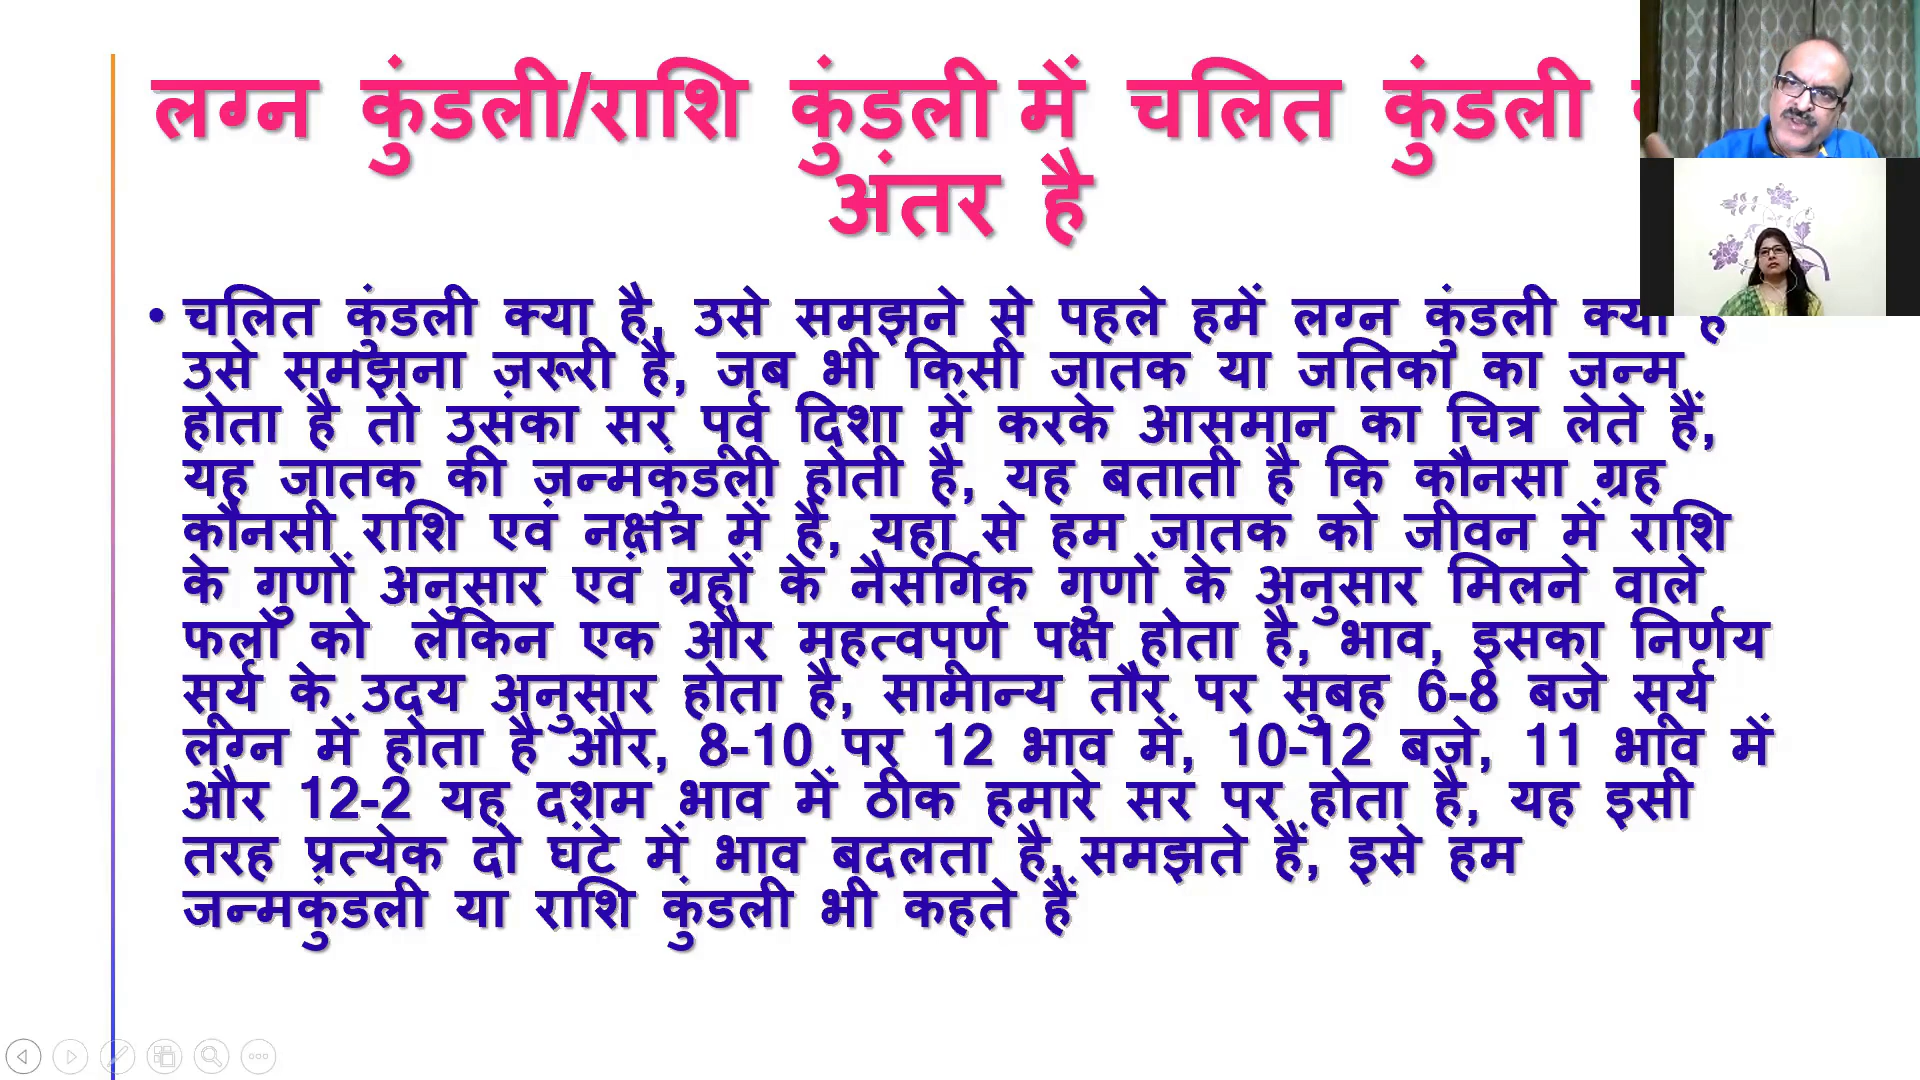 लग्न कुंडली/राशि कुंडली में चलित कुंडली
अंतर है
• चलित कुंडली क्या है, उसे समझने से पहले हमें लग्न कुंडली क्या है
उसे समझना ज़रूरी है, जब भी किसी जातक या जतिका का जन्म
होता है तो उसका सर पूर्व दिशा में करके आसमान का चित्र लेते हैं,
यह जातक की जन्मकुंडली होती है, यह बताती है कि कौनसा ग्रह
कौनसी राशि एवं नक्षत्र में है, यहां से हम जातक को जीवन में राशि
के गुणों अनुसार एवं ग्रहों के नैसर्गिक गुणों के अनुसार मिलने वाले
फलों को लेकिन एक और महत्वपूर्ण पक्ष होता है, भाव, इसका निर्णय
सूर्य के उदय अनुसार होता है, सामान्य तौर पर सुबह 6-8 बजे सूर्य
लग्न में होता है और, 8-10 पर 12 भाव में, 10-12 बजे, 11 भाव में
और 12-2 यह दशम भाव में ठीक हमारे सर पर होता है, यह इसी
तरह प्रत्येक दो घंटे में भाव बदलता है, समझते हैं, इसे हम
जन्मकुंडली या राशि कुंडली भी कहते हैं